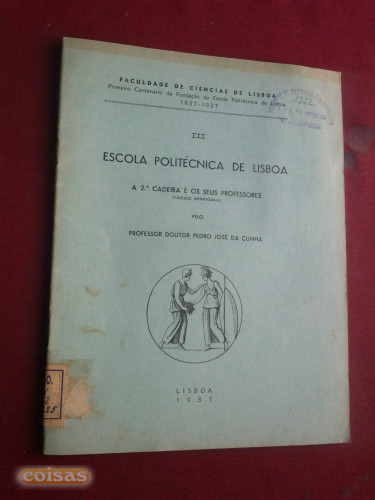 FACULDADE DE CIÊNCIAS DE LISBOA
Primeiro Centenário da Fundação da Escola Politécnica de Lisboa
1837-1937
III
ESCOLA POLITÉCNICA DE LISBOA
A 2.ª CADEIRA E OS SEUS PROFESSORES
PELO
PROFESSOR DOUTOR PEDRO JOSÉ DA CUNHA
LISBOA
1937
O.
55
coisas